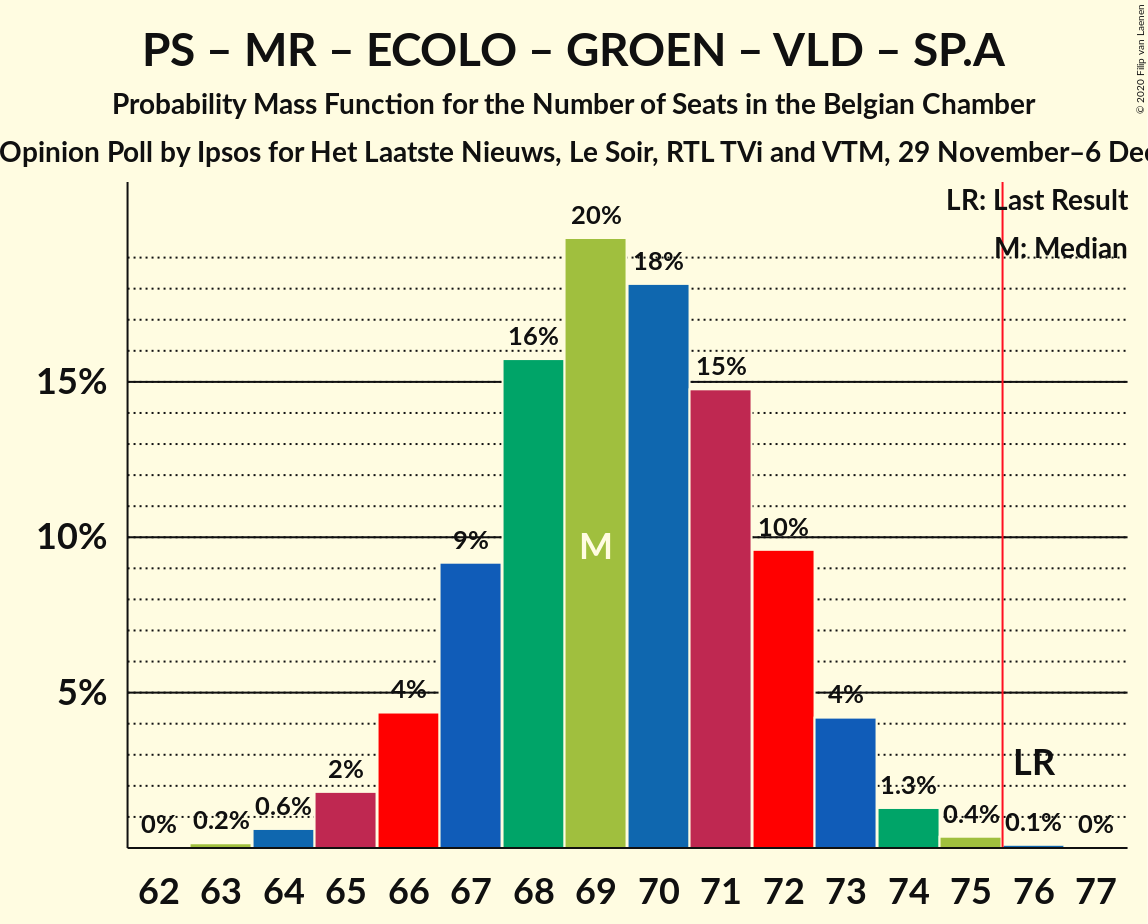 PS – MR – ECOLO – GROEN – VLD – SP.A
Probability Mass Function for the Number of Seats in the Belgian Chamber
Opinion Poll by Ipsos for Het Laatste Nieuws, Le Soir, RTL TVi and VTM, 29 November–6 Dec
© 2020 Filip van Laenen
LR: Last Result
M: Median
15%
10%
5%
0%
0.2%
0.6%
2%
4%
9%
16%
20%
18%
15%
10%
4%
1.3%
0.4%
0.1%
0%
M
LR
62 63 64 65 66 67 68 69 70 71 72 73 74 75 76 77